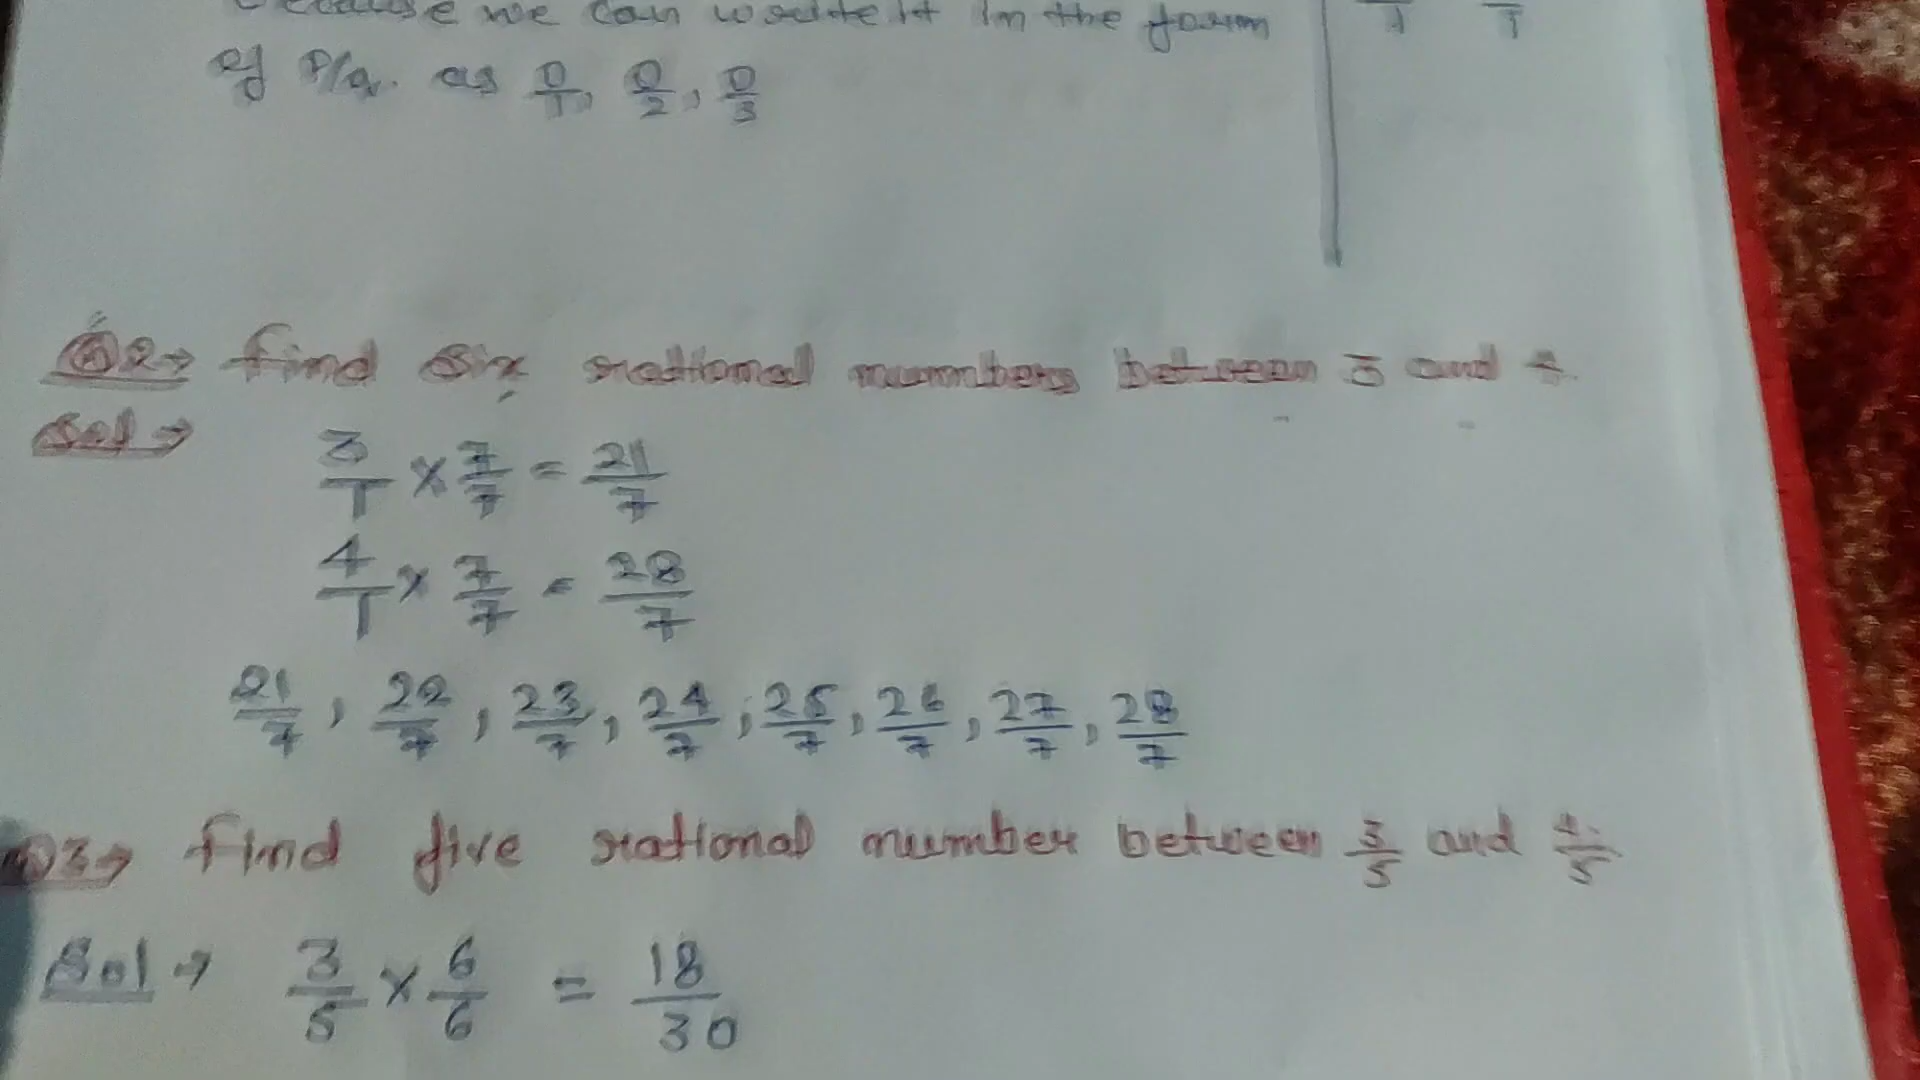 because we can write it in the form
of P/q. as 0/1, 0/2, 0/3
Q2→ find six rational numbers between 3 and 4
Sol→
3/1 × 7/7 = 21/7
4/1 × 7/7 = 28/7
21/7, 22/7, 23/7, 24/7, 25/7, 26/7, 27/7, 28/7
Q3→ find five rational number between 3/5 and 4/5
Sol→ 3/5 × 6/6 = 18/30